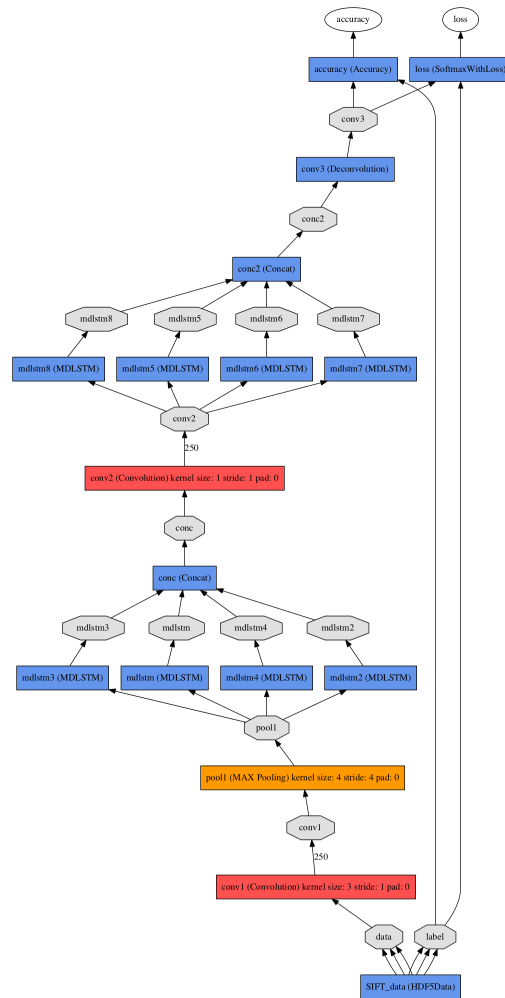 accuracy
loss
accuracy (Accuracy)
loss (SoftmaxWithLoss)
conv3
conv3 (Deconvolution)
conc2
conc2 (Concat)
mdlstm8
mdlstm5
mdlstm6
mdlstm7
mdlstm8 (MDLSTM)
mdlstm5 (MDLSTM)
mdlstm6 (MDLSTM)
mdlstm7 (MDLSTM)
conv2
250
conv2 (Convolution) kernel size: 1 stride: 1 pad: 0
conc
conc (Concat)
mdlstm3
mdlstm
mdlstm4
mdlstm2
mdlstm3 (MDLSTM)
mdlstm (MDLSTM)
mdlstm4 (MDLSTM)
mdlstm2 (MDLSTM)
pool1
pool1 (MAX Pooling) kernel size: 4 stride: 4 pad: 0
conv1
250
conv1 (Convolution) kernel size: 3 stride: 1 pad: 0
data
label
SIFT_data (HDF5Data)